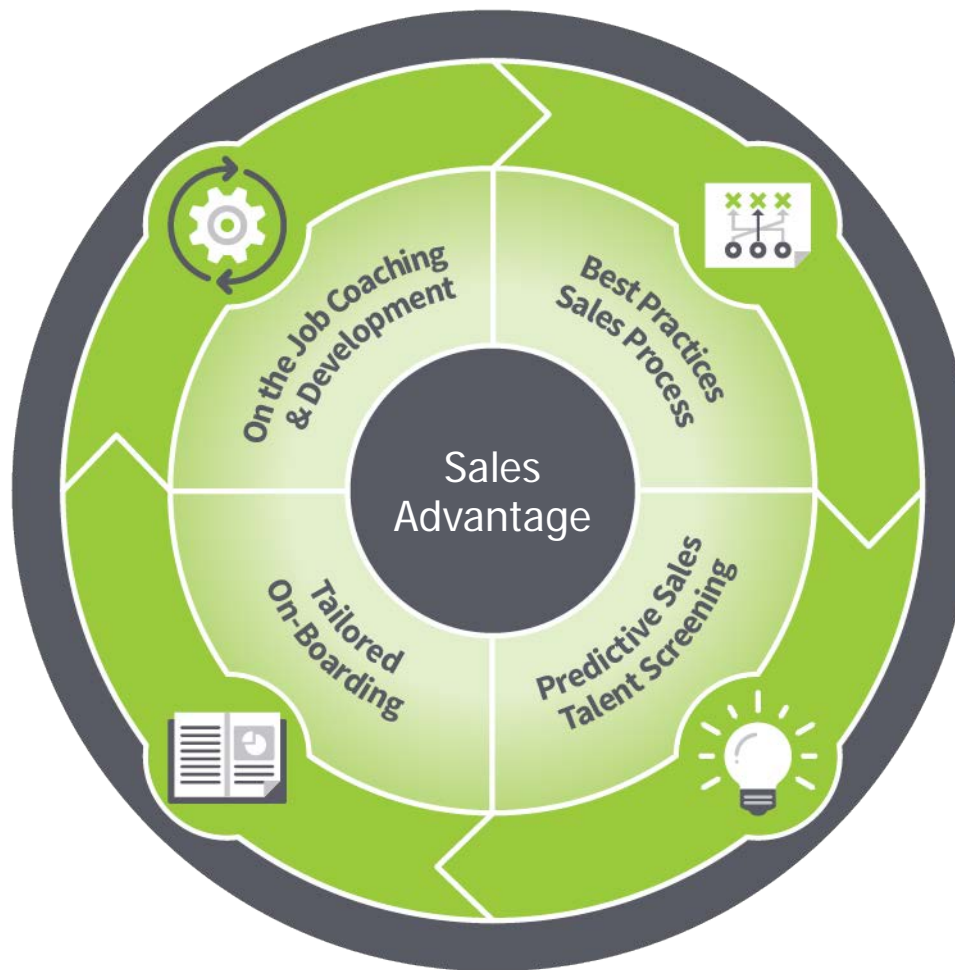 On the Job Coaching
& Development
Best Practices
Sales Process
Sales
Advantage
Tailored
On-Boarding
Predictive Sales
Talent Screening